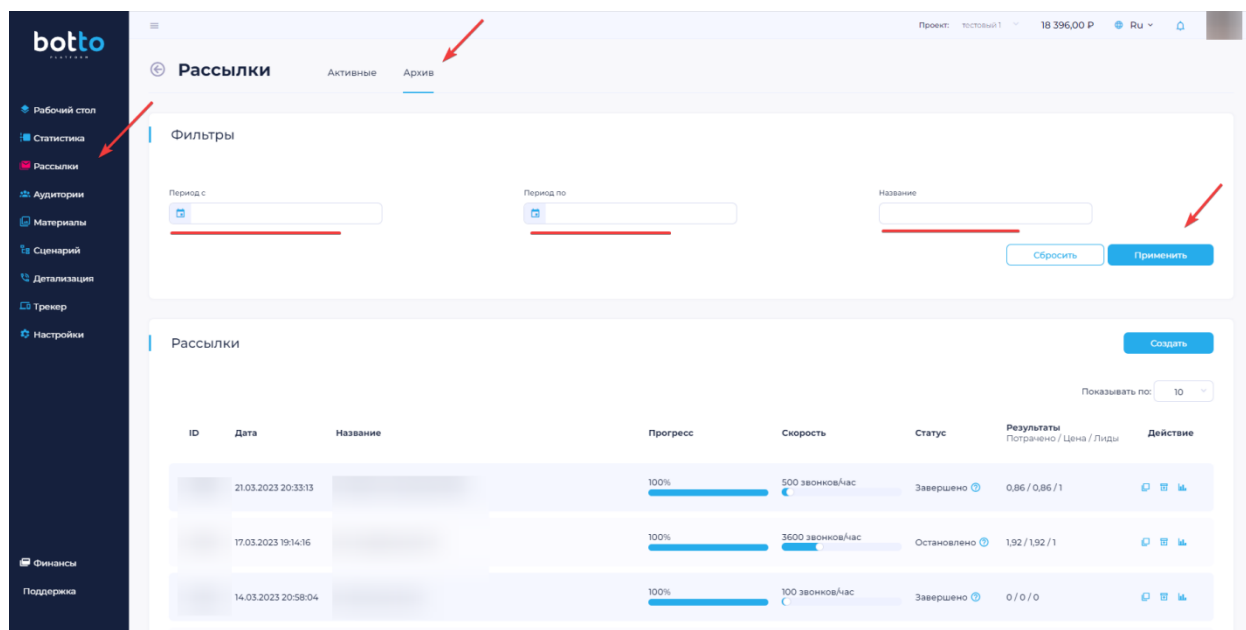 botto
PLATFORM
Проект: тестовый 1
18 396,00 ₽
Ru
Рассылки
Активные
Архив
Рабочий стол
Статистика
Рассылки
Аудитории
Материалы
Сценарий
Детализация
Трекер
Настройки
Финансы
Поддержка
Фильтры
Период с
Период по
Название
Сбросить
Применить
Рассылки
Создать
Показывать по: 10
ID Дата Название Прогресс Скорость Статус Результаты Действие
Потрачено / Цена / Лиды
21.03.2023 20:33:13 100% 500 звонков/час Завершено ? 0,86 / 0,86 / 1
17.03.2023 19:14:16 100% 3600 звонков/час Остановлено ? 1,92 / 1,92 / 1
14.03.2023 20:58:04 100% 100 звонков/час Завершено ? 0 / 0 / 0